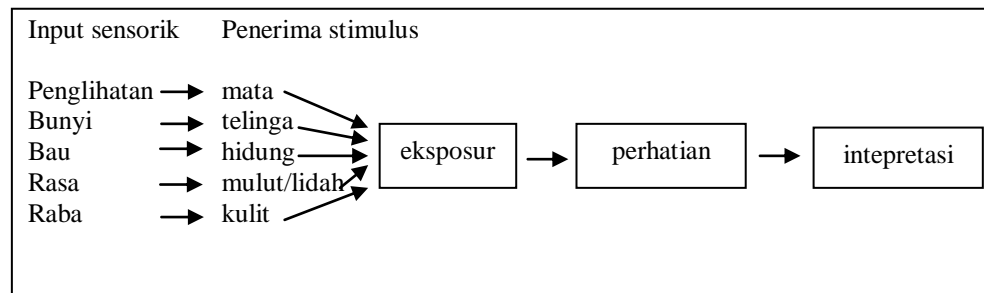 Input sensorik Penerima stimulus
Penglihatan mata
Bunyi telinga
Bau hidung
Rasa mulut/lidah
Raba kulit
eksposur perhatian intepretasi